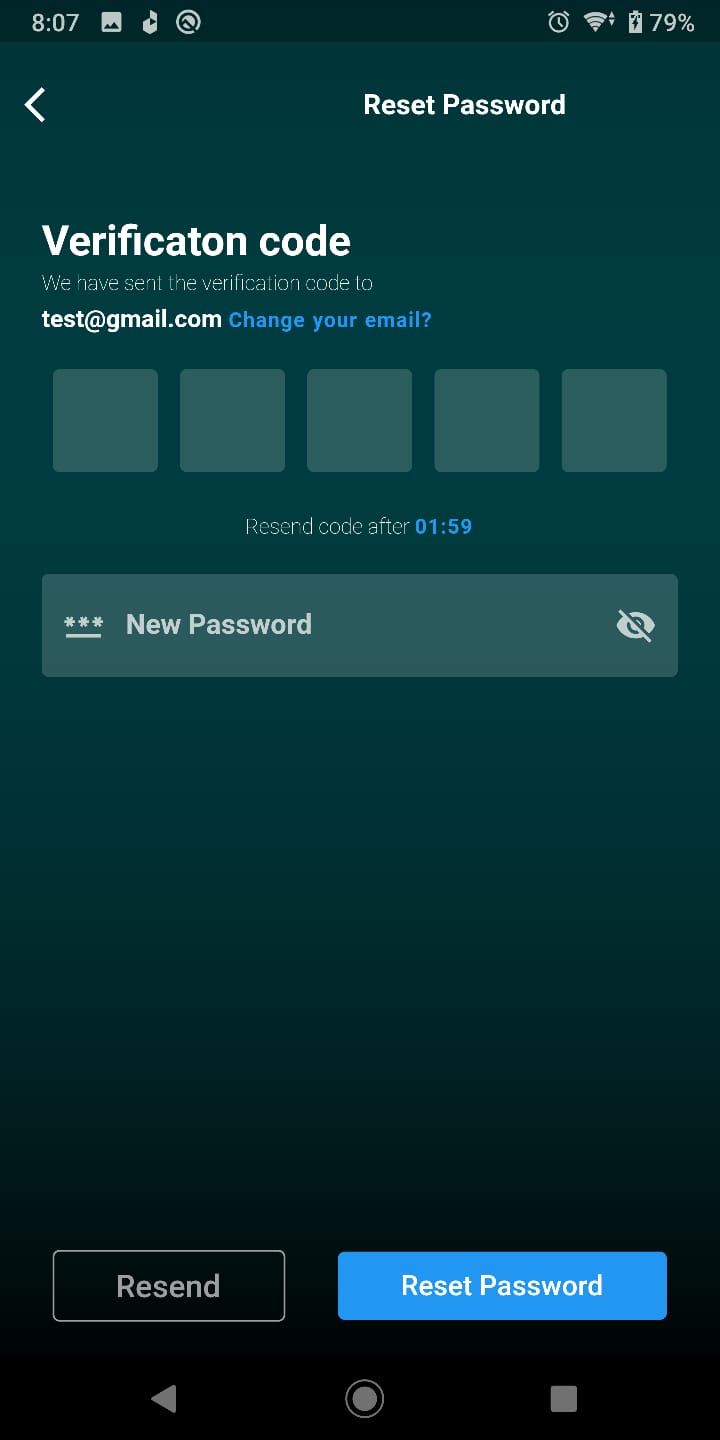 8:07 79%
Reset Password
Verificaton code
We have sent the verification code to
test@gmail.com Change your email?
Resend code after 01:59
*** New Password
Resend Reset Password